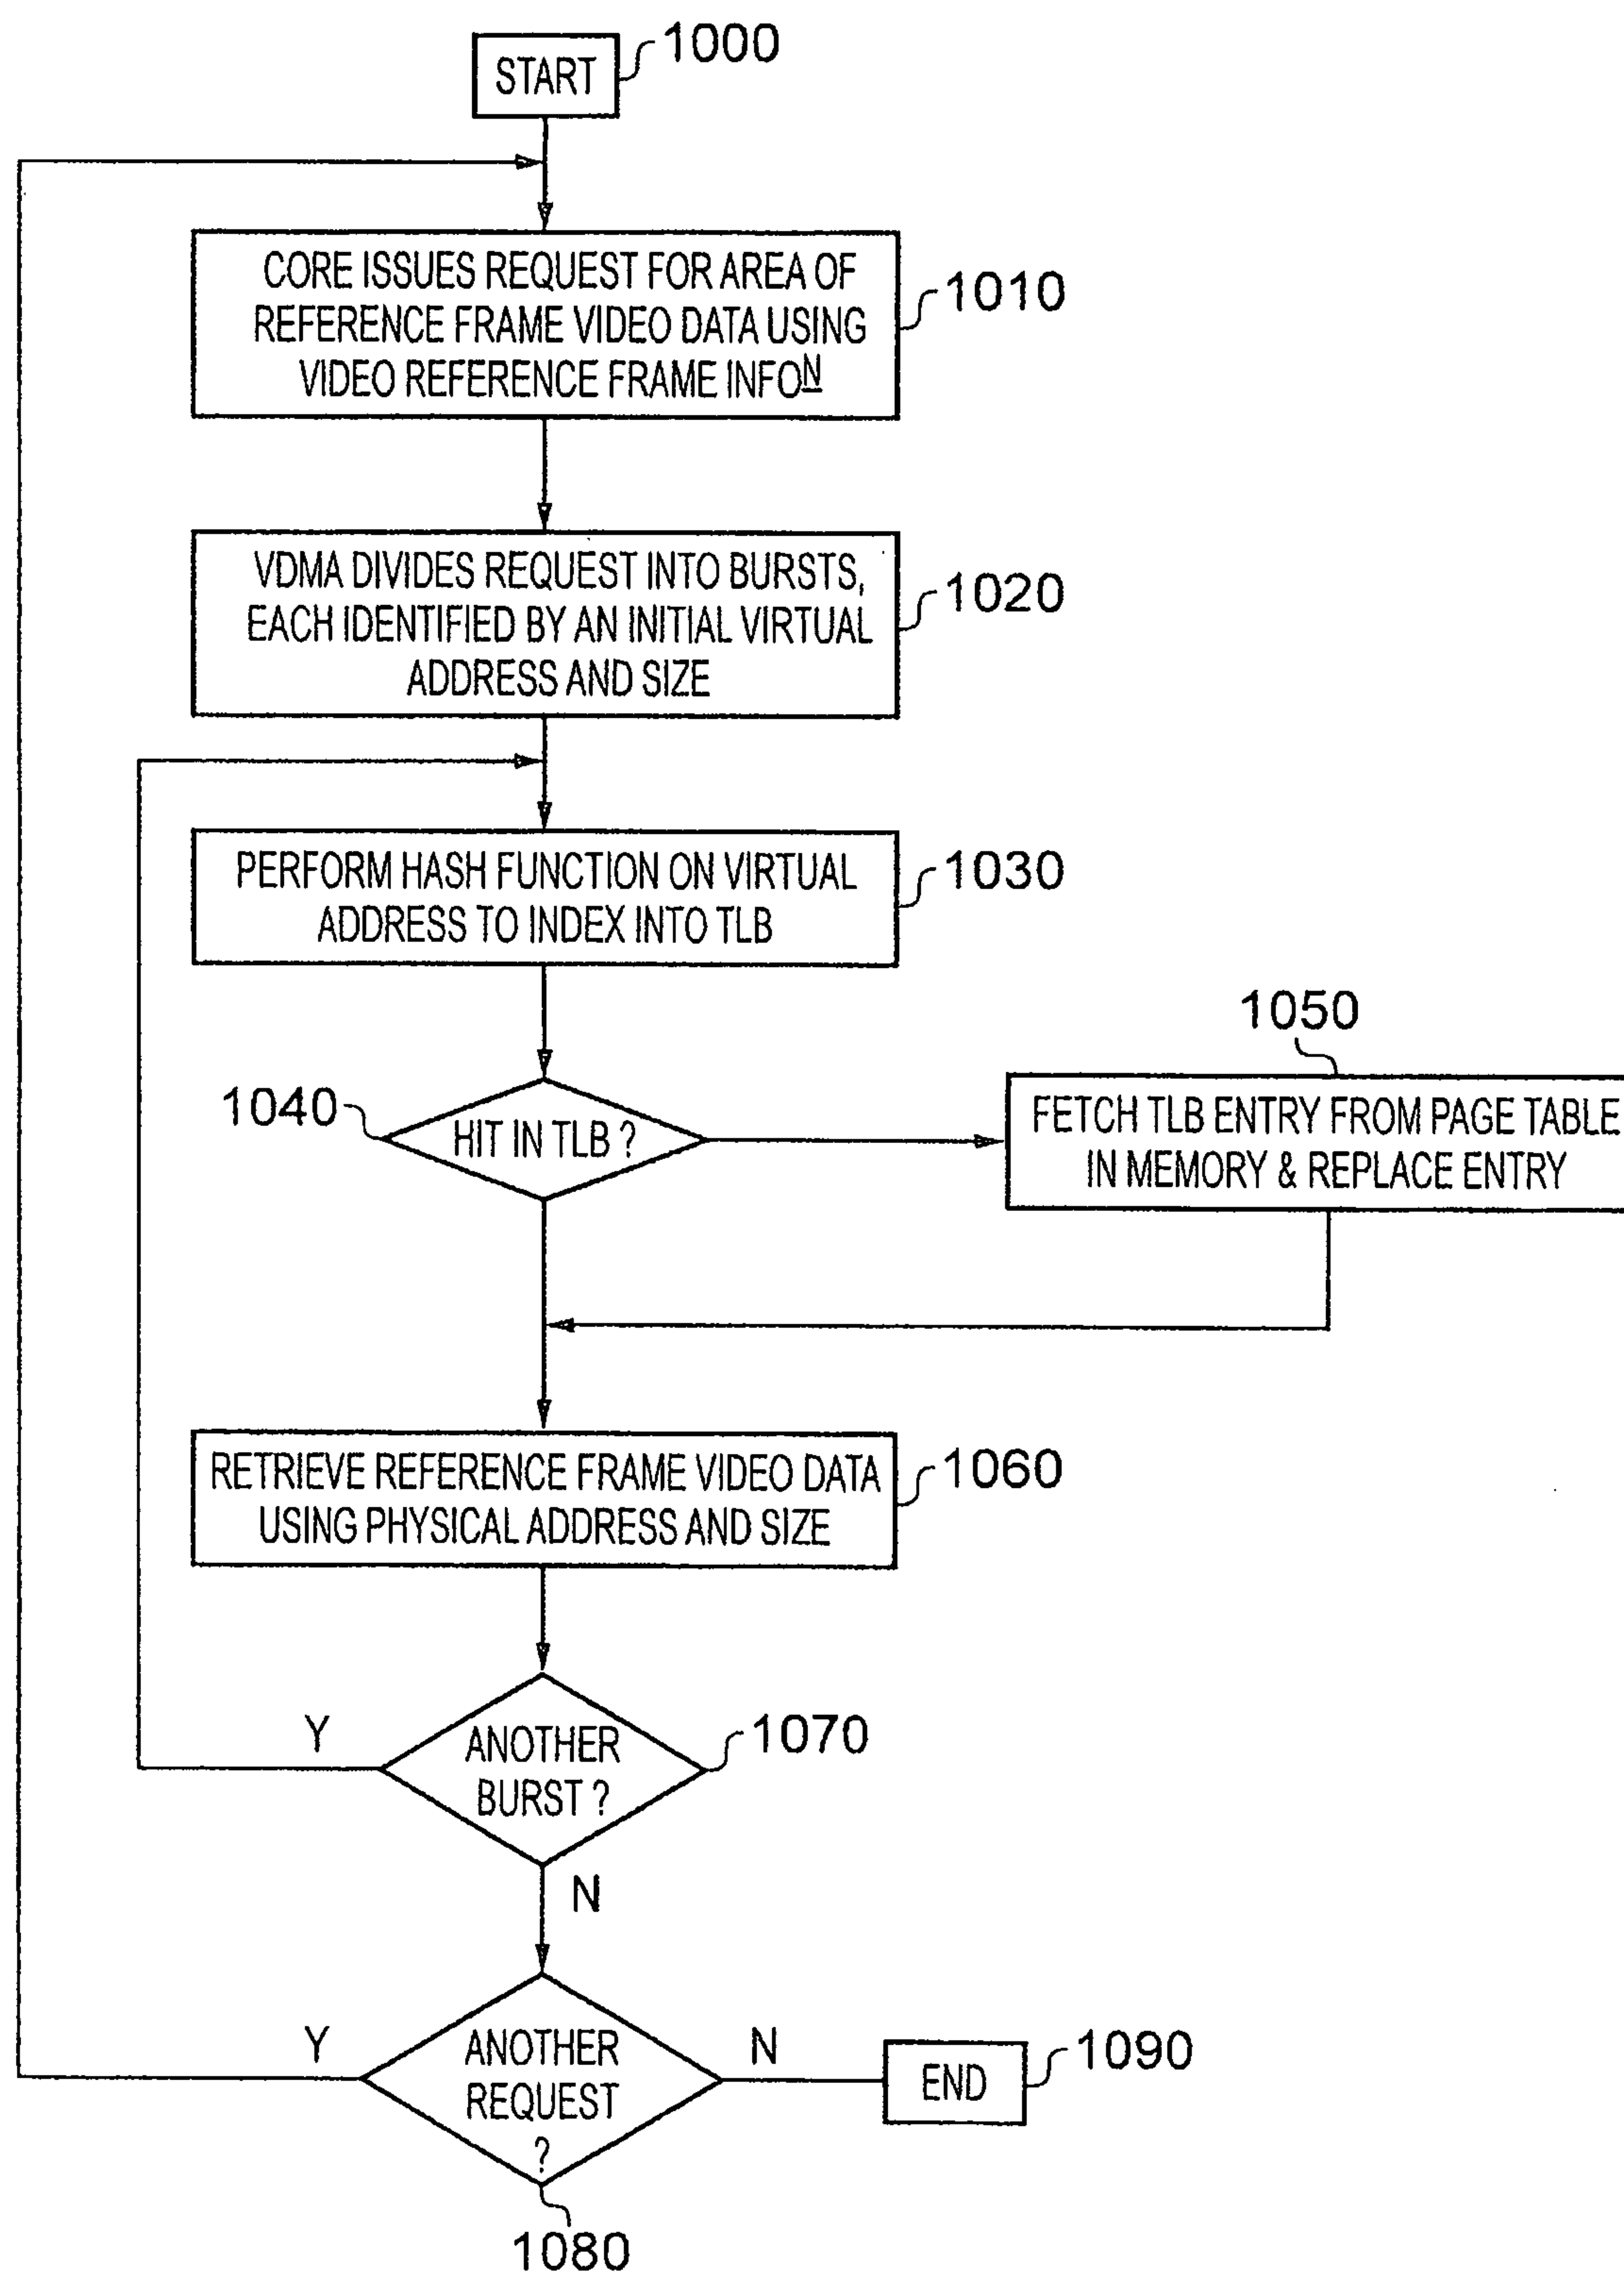 START
1000
CORE ISSUES REQUEST FOR AREA OF
REFERENCE FRAME VIDEO DATA USING
VIDEO REFERENCE FRAME INFON
1010
VDMA DIVIDES REQUEST INTO BURSTS,
EACH IDENTIFIED BY AN INITIAL VIRTUAL
ADDRESS AND SIZE
1020
PERFORM HASH FUNCTION ON VIRTUAL
ADDRESS TO INDEX INTO TLB
1030
1040
HIT IN TLB ?
1050
FETCH TLB ENTRY FROM PAGE TABLE
IN MEMORY & REPLACE ENTRY
RETRIEVE REFERENCE FRAME VIDEO DATA
USING PHYSICAL ADDRESS AND SIZE
1060
Y
ANOTHER
BURST ?
1070
N
Y
ANOTHER
REQUEST
?
N
END
1090
1080